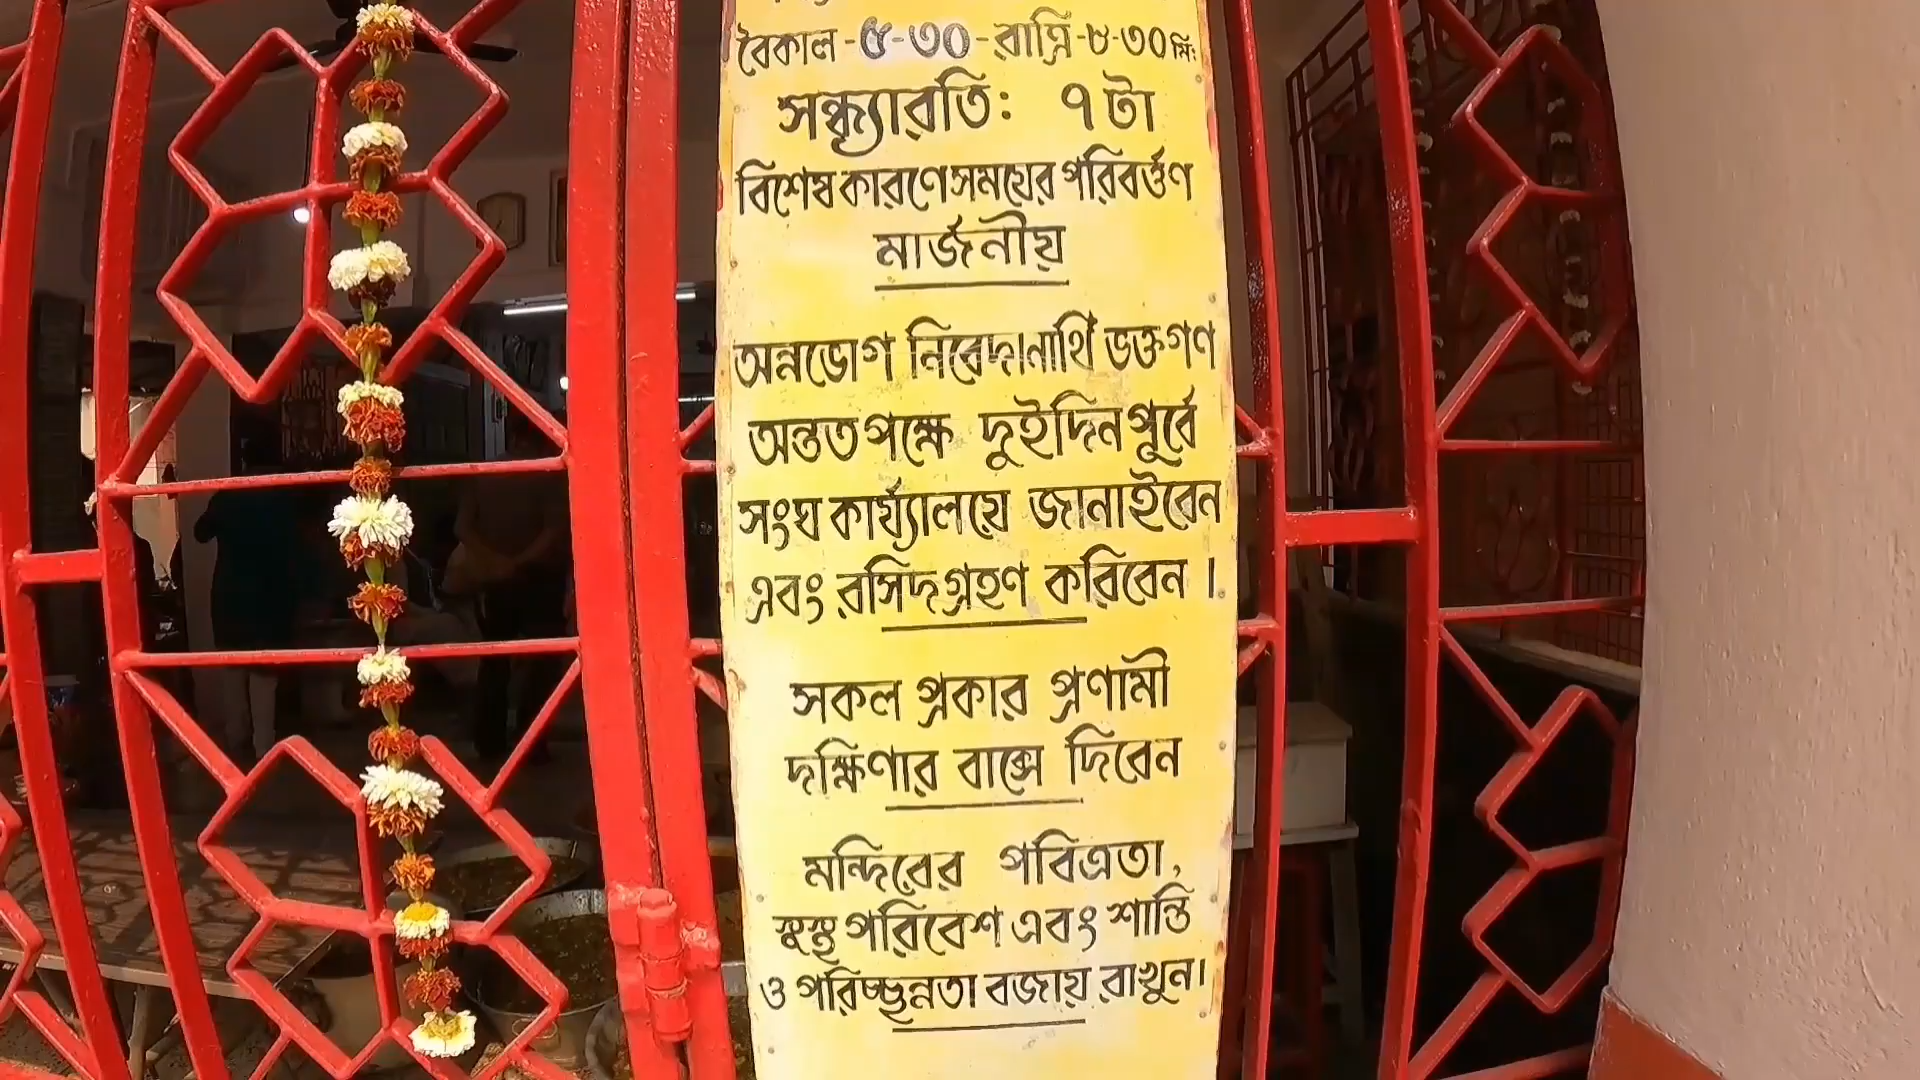 বৈকাল-৫-৩০-রাত্রি-৮-৩০মি:
সন্ধ্যারতি: ৭টা
বিশেষ কারণে সময়ের পরিবর্ত্তণ
মার্জনীয়
অন্নভোগ নিবেদানার্থি ভক্তগণ
অন্তত পক্ষে দুইদিন পূর্বে
সংঘ কার্য্যালয়ে জানাইবেন
এবং রসিদ গ্রহণ করিবেন।
সকল প্রকার প্রণামী
দক্ষিণার বাক্সে দিবেন
মন্দিরের পবিত্রতা,
সুস্থ পরিবেশ এবং শান্তি
ও পরিচ্ছন্নতা বজায় রাখুন।